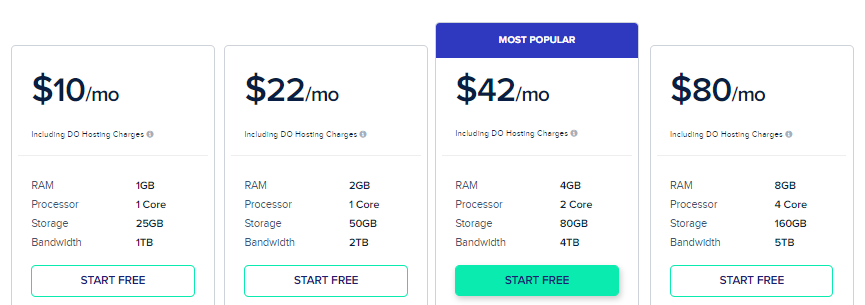 MOST POPULAR
$10/mo
Including DO Hosting Charges
RAM 1GB
Processor 1 Core
Storage 25GB
Bandwidth 1TB
START FREE
$22/mo
Including DO Hosting Charges
RAM 2GB
Processor 1 Core
Storage 50GB
Bandwidth 2TB
START FREE
$42/mo
Including DO Hosting Charges
RAM 4GB
Processor 2 Core
Storage 80GB
Bandwidth 4TB
START FREE
$80/mo
Including DO Hosting Charges
RAM 8GB
Processor 4 Core
Storage 160GB
Bandwidth 5TB
START FREE